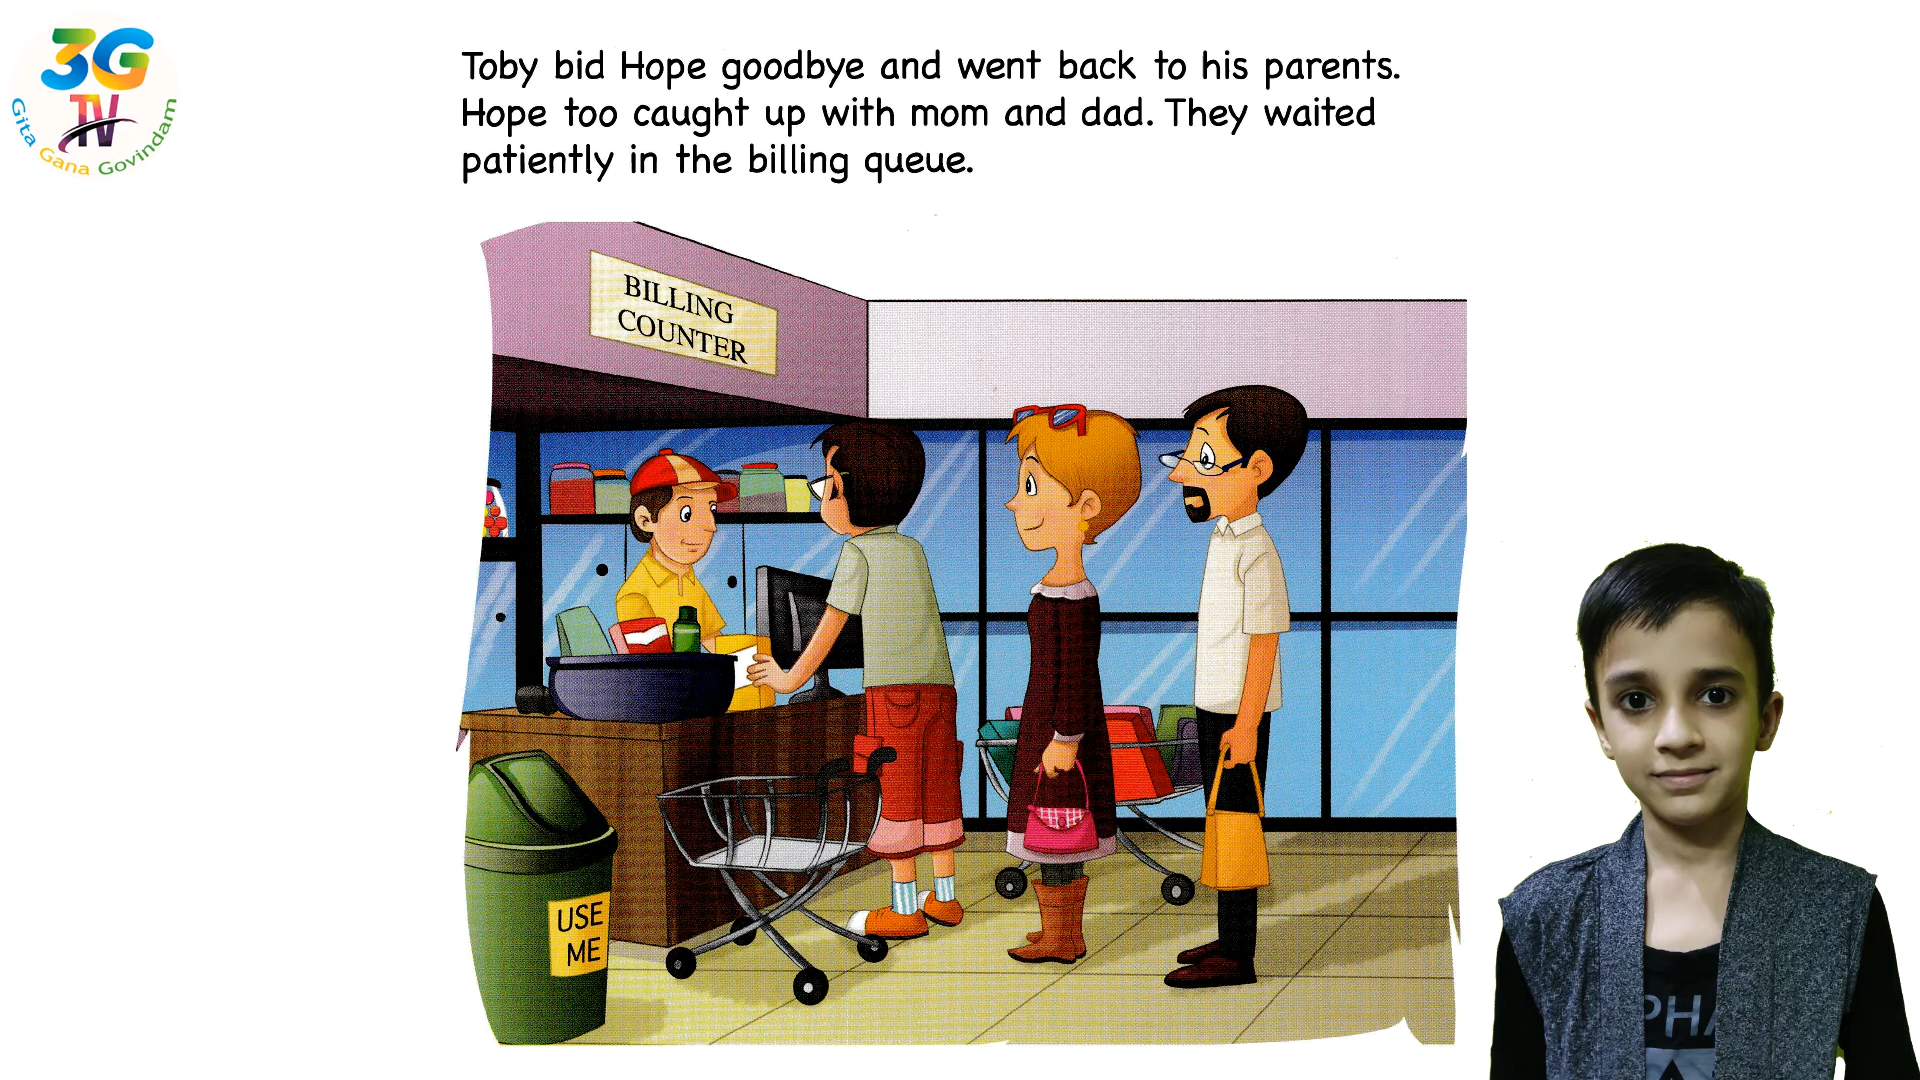 3G
TV
Gita Gana Govindam
Toby bid Hope goodbye and went back to his parents.
Hope too caught up with mom and dad. They waited
patiently in the billing queue.
BILLING
COUNTER
USE
ME
PHA